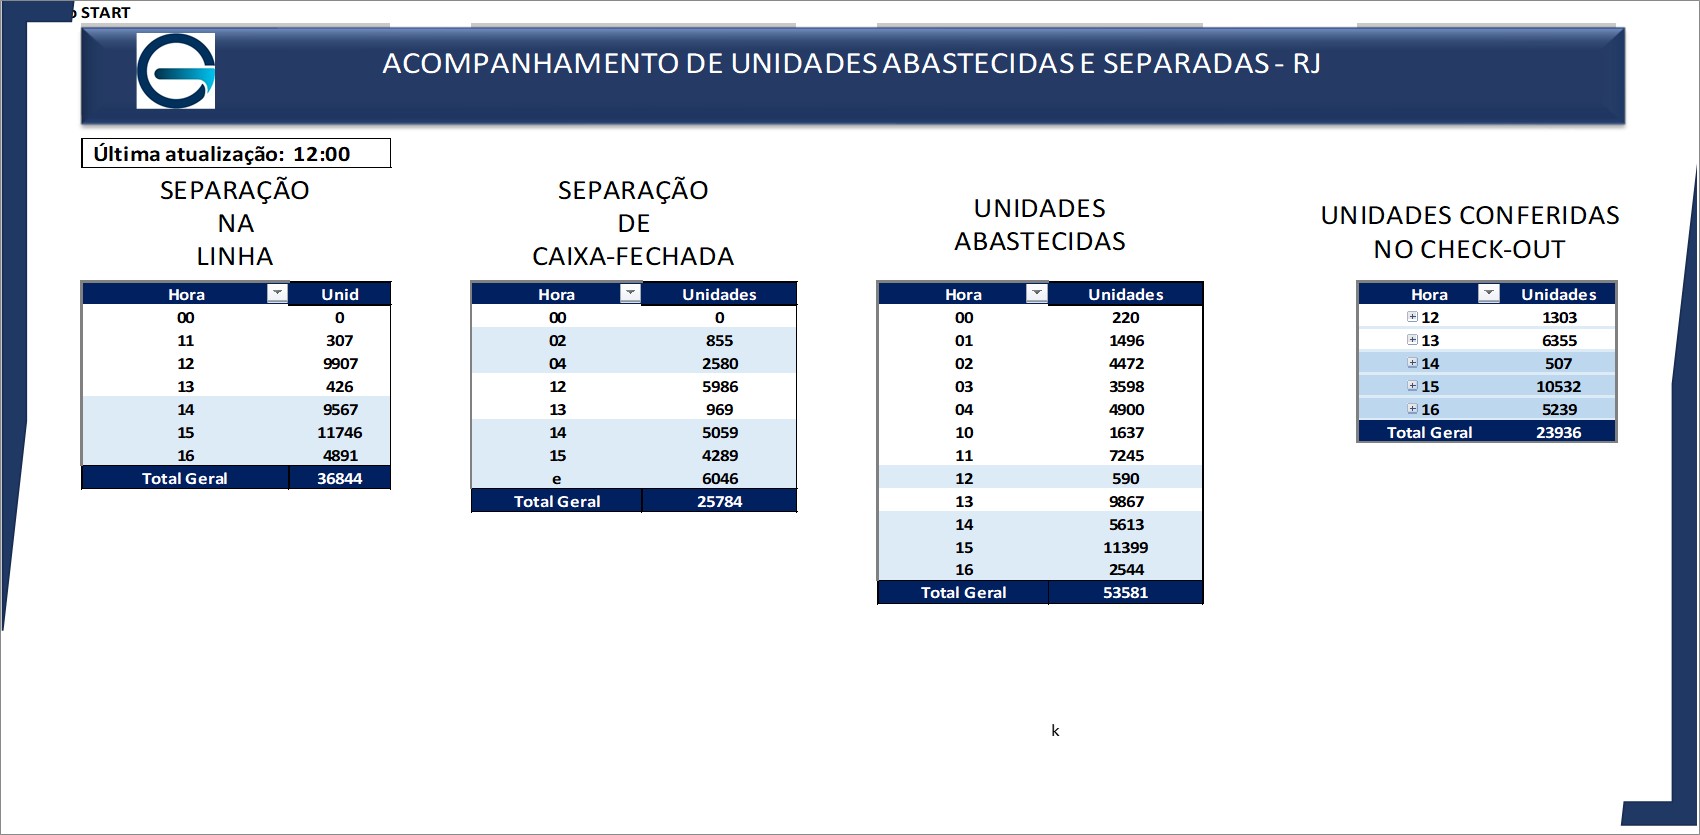 START
ACOMPANHAMENTO DE UNIDADES ABASTECIDAS E SEPARADAS - RJ
Última atualização: 12:00
SEPARAÇÃO
NA
LINHA
Hora Unid
00 0
11 307
12 9907
13 426
14 9567
15 11746
16 4891
Total Geral 36844
SEPARAÇÃO
DE
CAIXA-FECHADA
Hora Unidades
00 0
02 855
04 2580
12 5986
13 969
14 5059
15 4289
e 6046
Total Geral 25784
UNIDADES
ABASTECIDAS
Hora Unidades
00 220
01 1496
02 4472
03 3598
04 4900
10 1637
11 7245
12 590
13 9867
14 5613
15 11399
16 2544
Total Geral 53581
UNIDADES CONFERIDAS
NO CHECK-OUT
Hora Unidades
12 1303
13 6355
14 507
15 10532
16 5239
Total Geral 23936
k